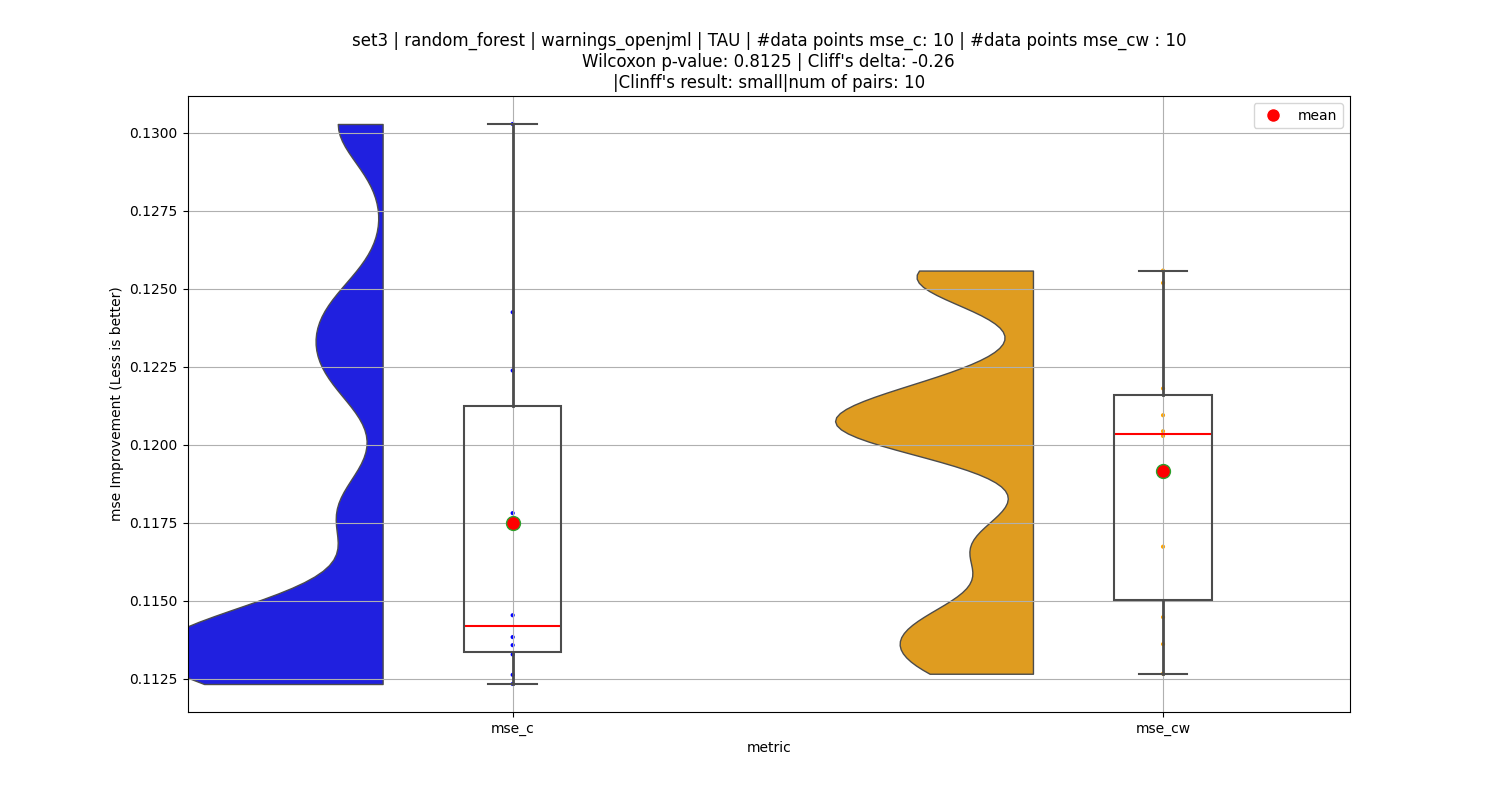 set3 | random_forest | warnings_openjml | TAU | #data points mse_c: 10 | #data points mse_cw : 10
Wilcoxon p-value: 0.8125 | Cliff's delta: -0.26
|Clinff's result: small|num of pairs: 10
mean
0.1300
0.1275
0.1250
0.1225
0.1200
0.1175
0.1150
0.1125
mse Improvement (Less is better)
mse_c
mse_cw
metric